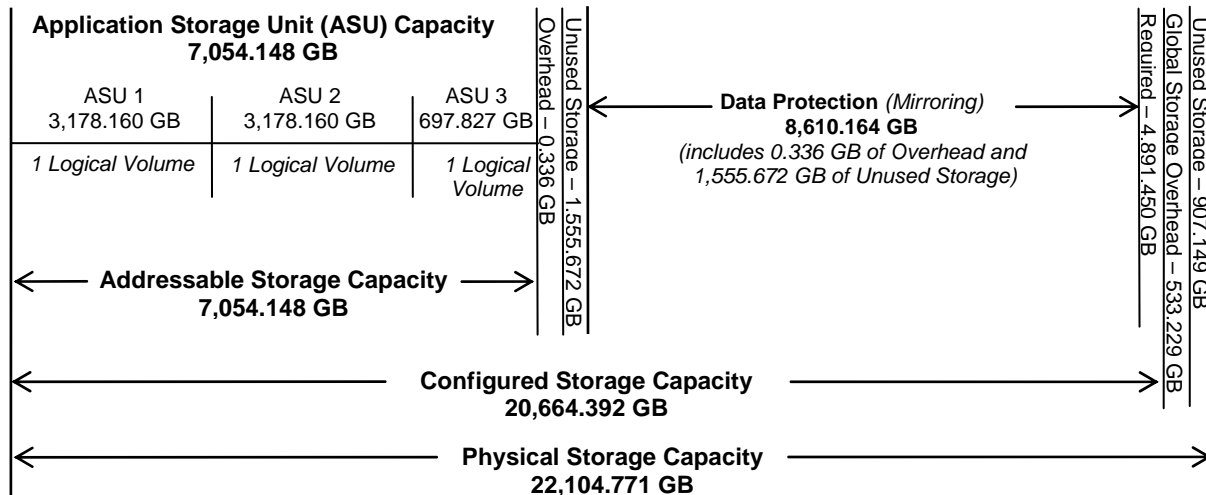 Application Storage Unit (ASU) Capacity
7,054.148 GB
ASU 1
3,178.160 GB
ASU 2
3,178.160 GB
ASU 3
697.827 GB
1 Logical Volume
1 Logical Volume
1 Logical
Volume
Overhead – 0.336 GB
Unused Storage – 1.555.672 GB
Data Protection (Mirroring)
8,610.164 GB
(includes 0.336 GB of Overhead and
1,555.672 GB of Unused Storage)
Required – 4.891.450 GB
Global Storage Overhead – 533.229 GB
Unused Storage – 907.149 GB
Addressable Storage Capacity
7,054.148 GB
Configured Storage Capacity
20,664.392 GB
Physical Storage Capacity
22,104.771 GB